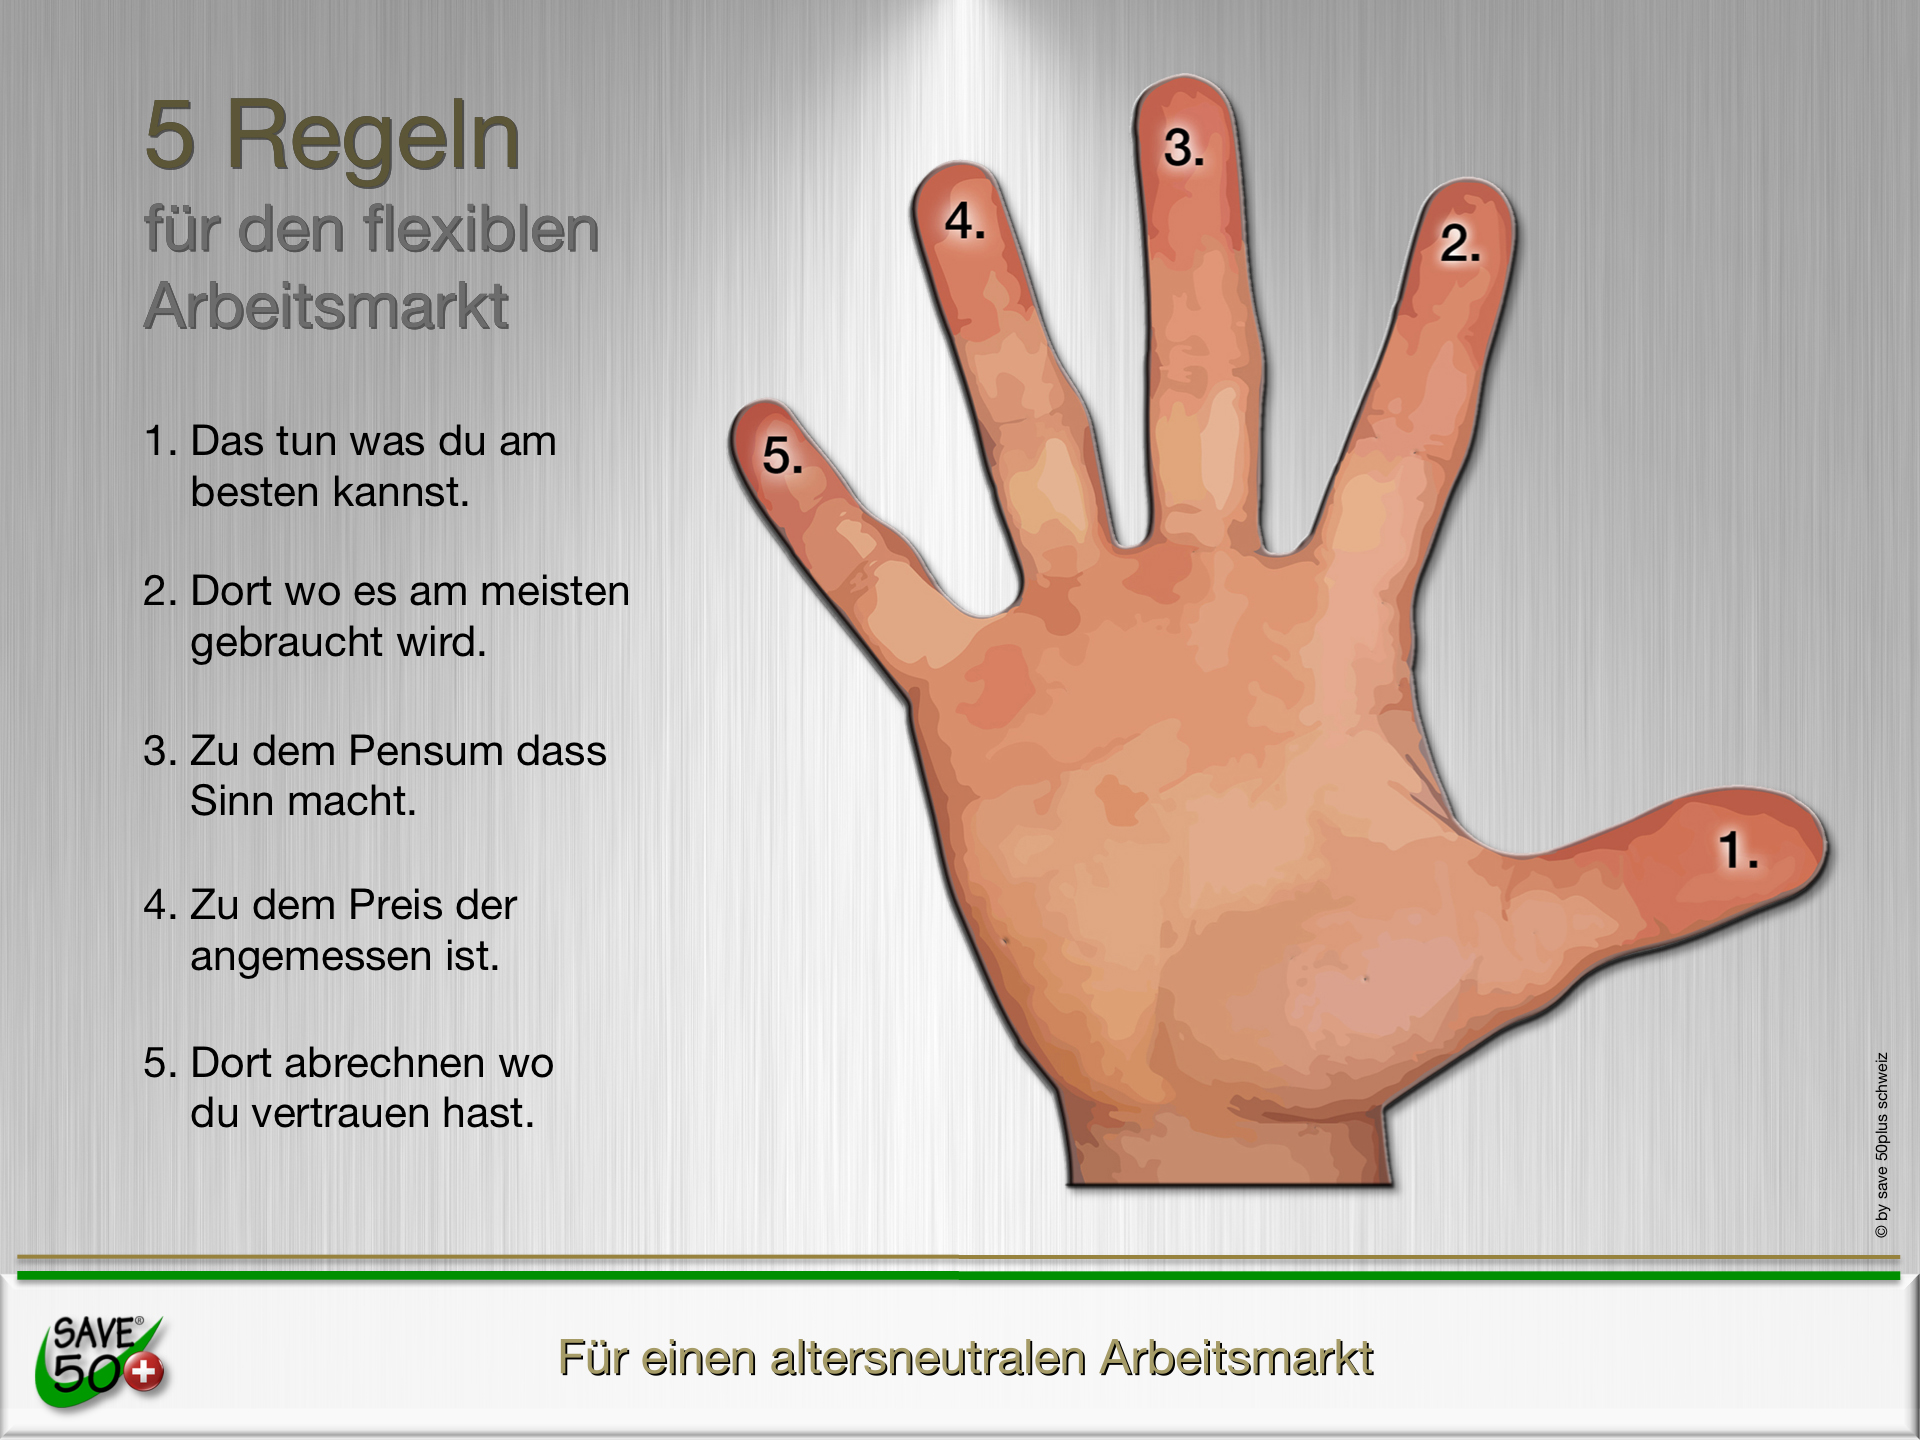 5 Regeln
für den flexiblen
Arbeitsmarkt
1. Das tun was du am
besten kannst.
2. Dort wo es am meisten
gebraucht wird.
3. Zu dem Pensum dass
Sinn macht.
4. Zu dem Preis der
angemessen ist.
5. Dort abrechnen wo
du vertrauen hast.
5.
4.
3.
2.
1.
© by save 50plus schweiz
SAVE®
50
Für einen altersneutralen Arbeitsmarkt